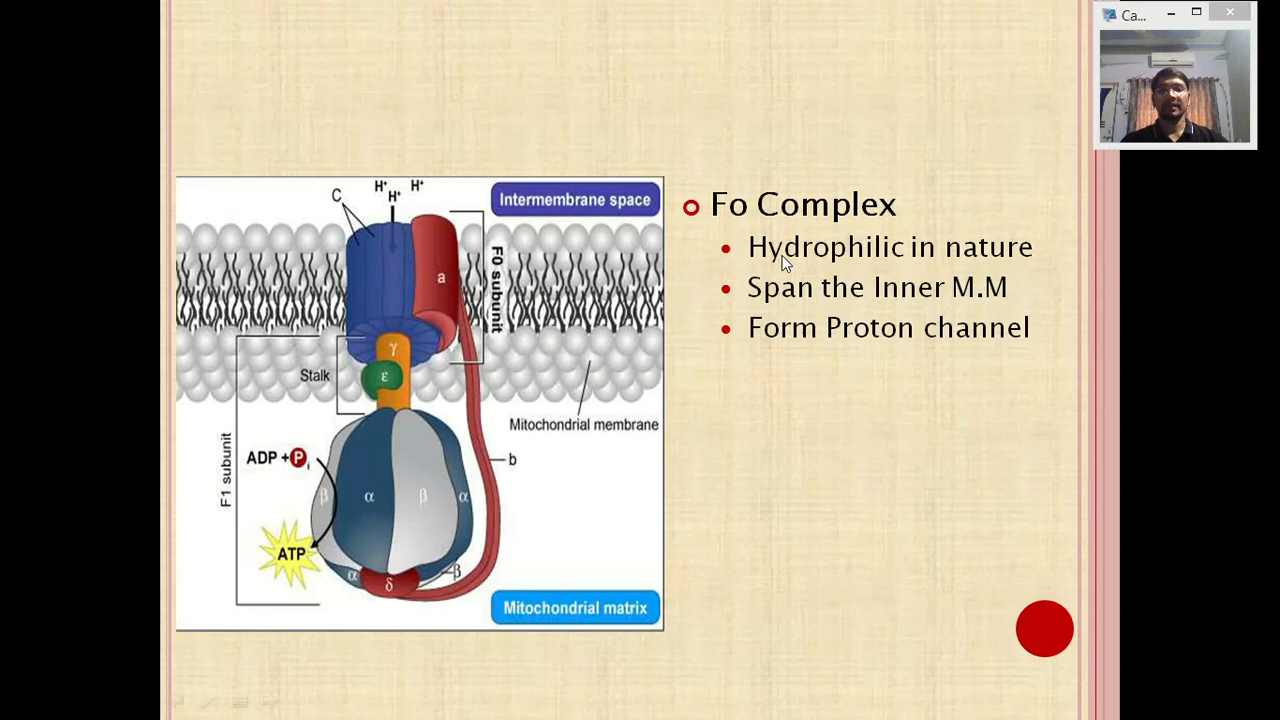 Ca...
C
H⁺
H⁺
H⁺
Intermembrane space
Fo Complex
Hydrophilic in nature
Span the Inner M.M
Form Proton channel
a
F0 subunit
γ
ε
Stalk
Mitochondrial membrane
F1 subunit
ADP + P i
b
β
α
β
α
ATP
α
δ
β
Mitochondrial matrix